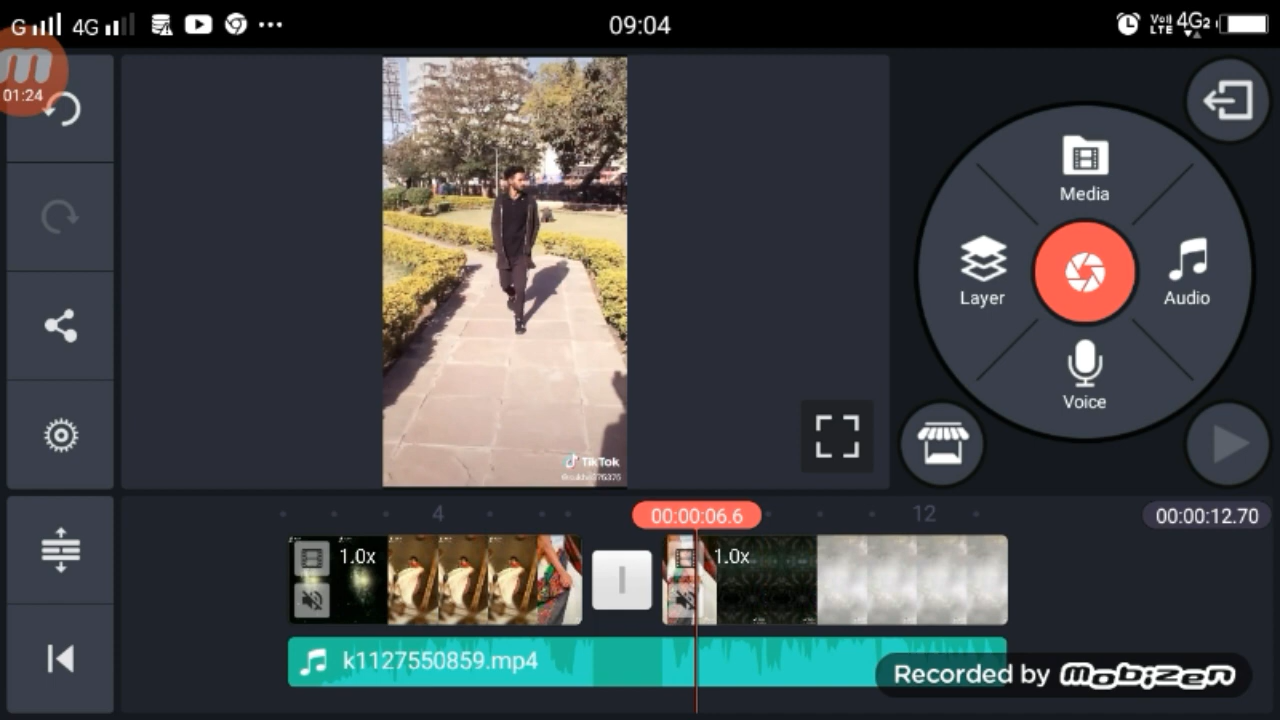 G 4G 09:04 VoLTE 4G2
01:24
Media
Layer
Audio
Voice
TikTok
4
00:00:06.6
12
00:00:12.70
1.0x
1.0x
k1127550859.mp4
Recorded by mobizen